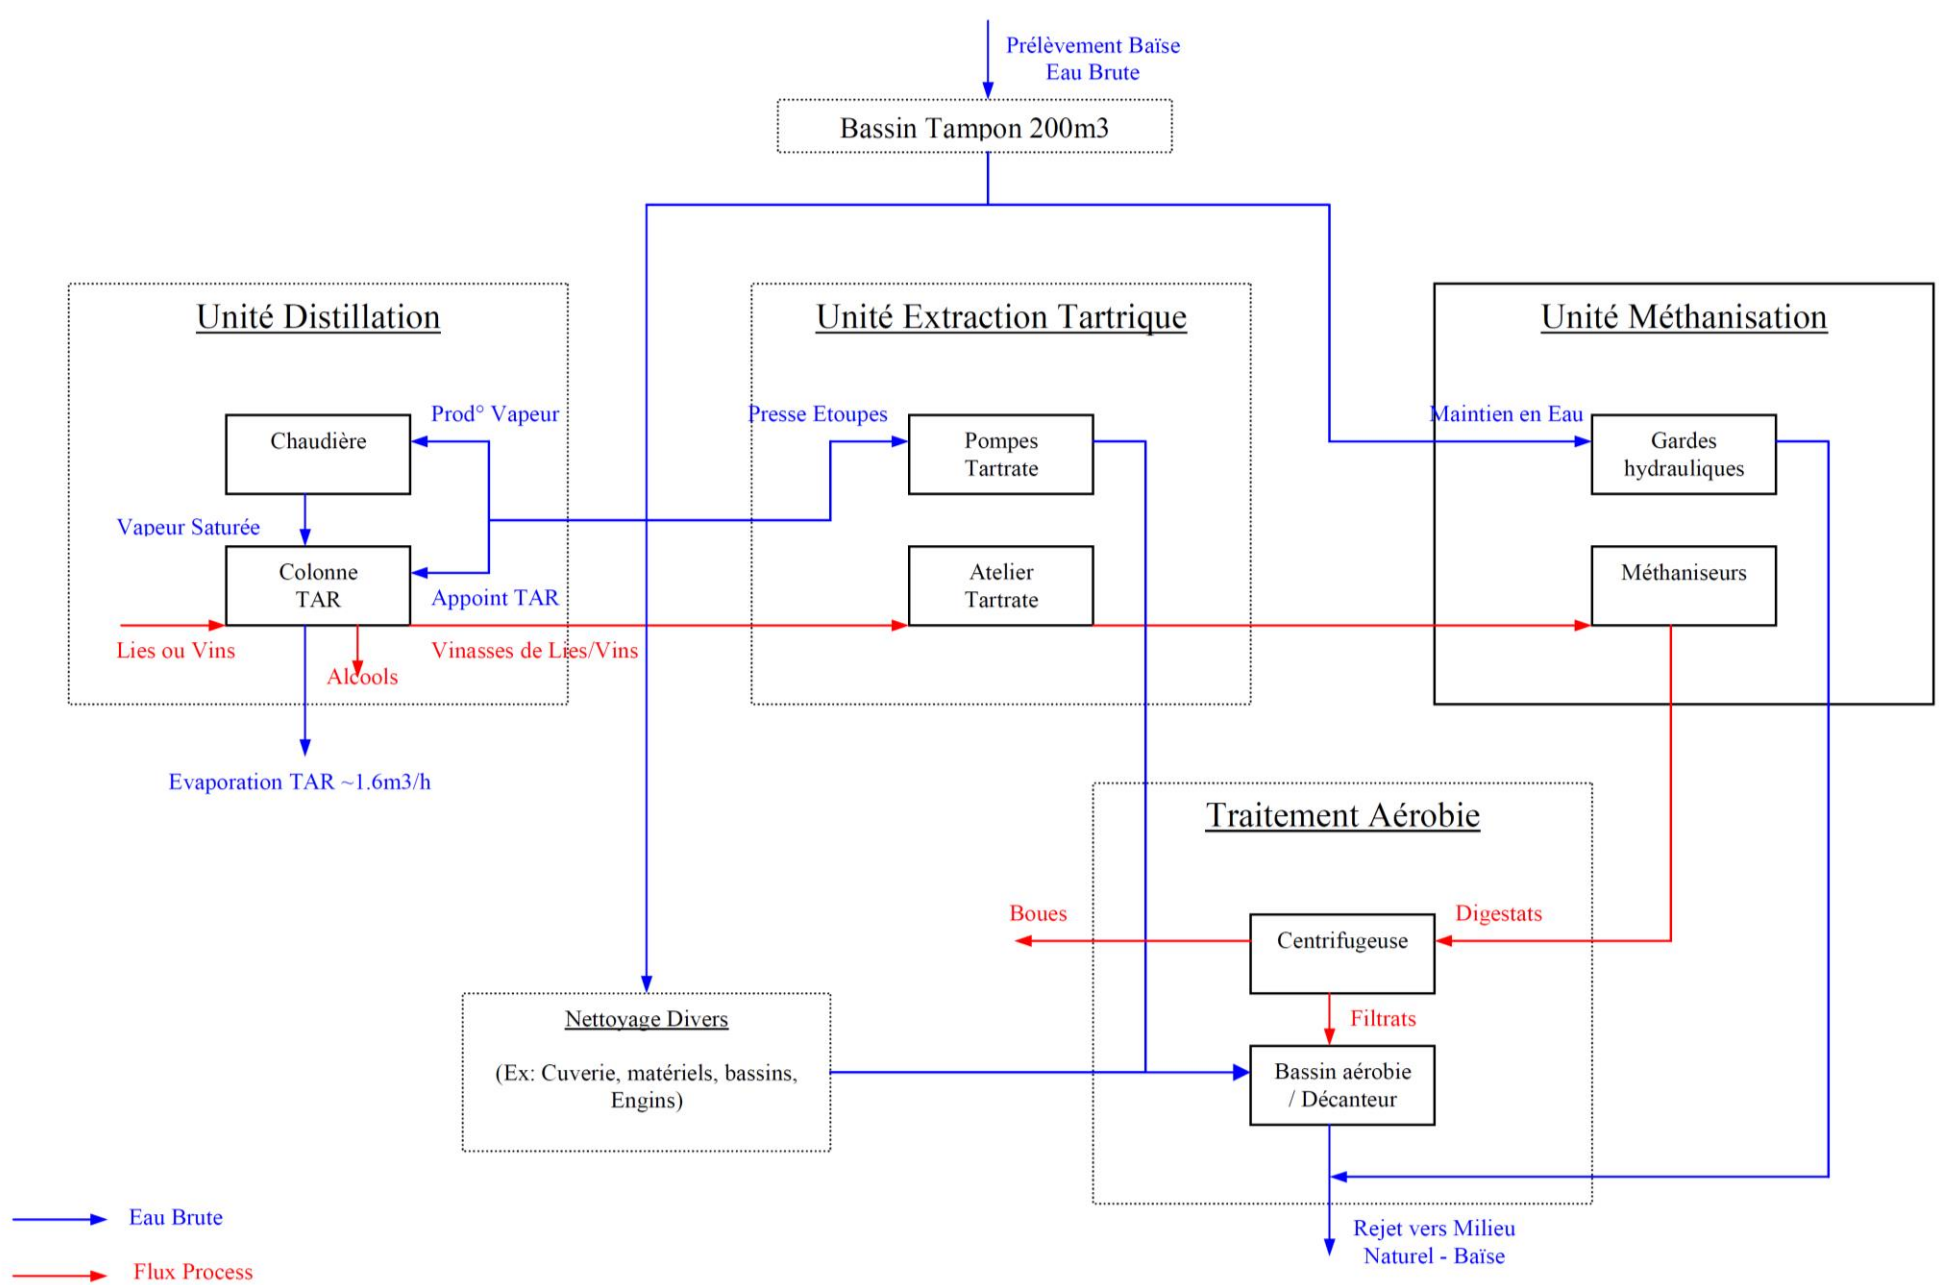 Prélèvement Baïse
Eau Brute
Bassin Tampon 200m3
Unité Distillation
Chaudière
Prod° Vapeur
Vapeur Saturée
Colonne
TAR
Appoint TAR
Lies ou Vins
Alcools
Vinasses de Lies/Vins
Evaporation TAR ~1.6m3/h
Unité Extraction Tartrique
Presse Etoupes
Pompes
Tartrate
Atelier
Tartrate
Unité Méthanisation
Maintien en Eau
Gardes
hydrauliques
Méthaniseurs
Traitement Aérobie
Boues
Centrifugeuse
Digestats
Filtrats
Bassin aérobie
/ Décanteur
Nettoyage Divers
(Ex: Cuverie, matériels, bassins,
Engins)
Rejet vers Milieu
Naturel - Baïse
Eau Brute
Flux Process